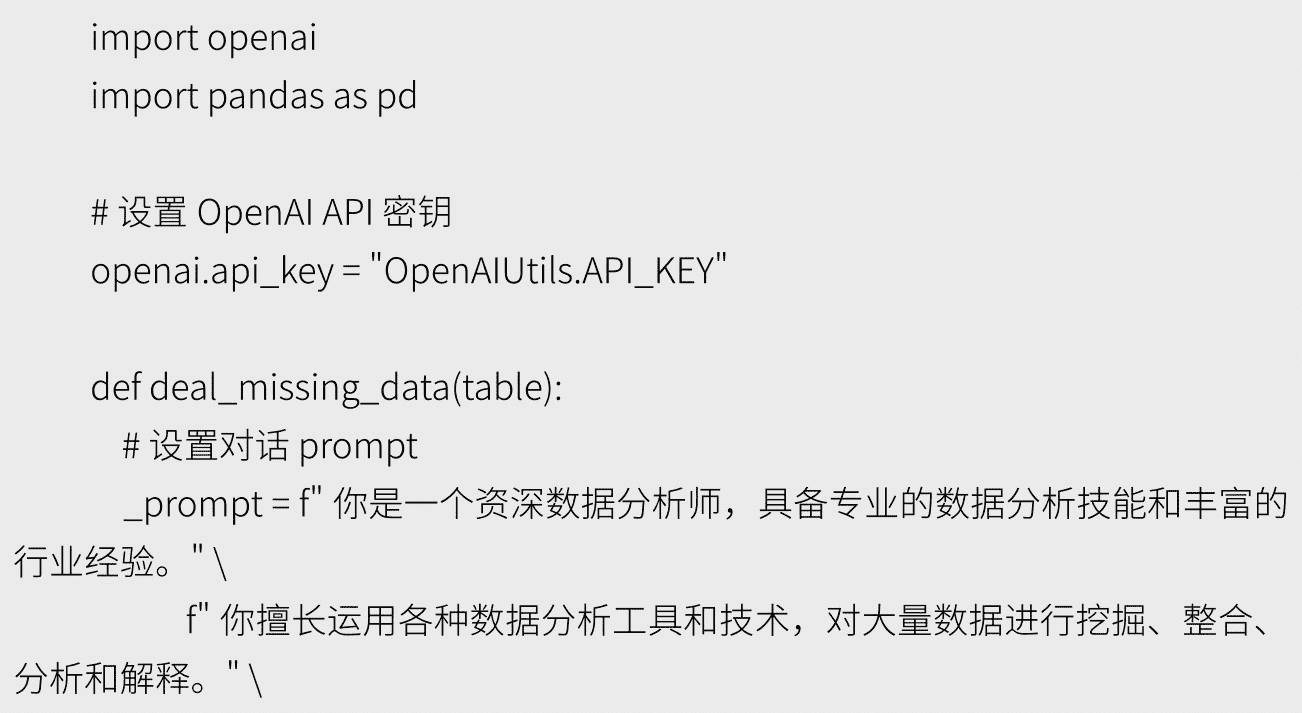 import openai
import pandas as pd
# 设置 OpenAI API 密钥
openai.api_key = "OpenAIUtils.API_KEY"
def deal_missing_data(table):
# 设置对话 prompt
_prompt = f" 你是一个资深数据分析师，具备专业的数据分析技能和丰富的
行业经验。" \
f" 你擅长运用各种数据分析工具和技术，对大量数据进行挖掘、整合、
分析和解释。" \